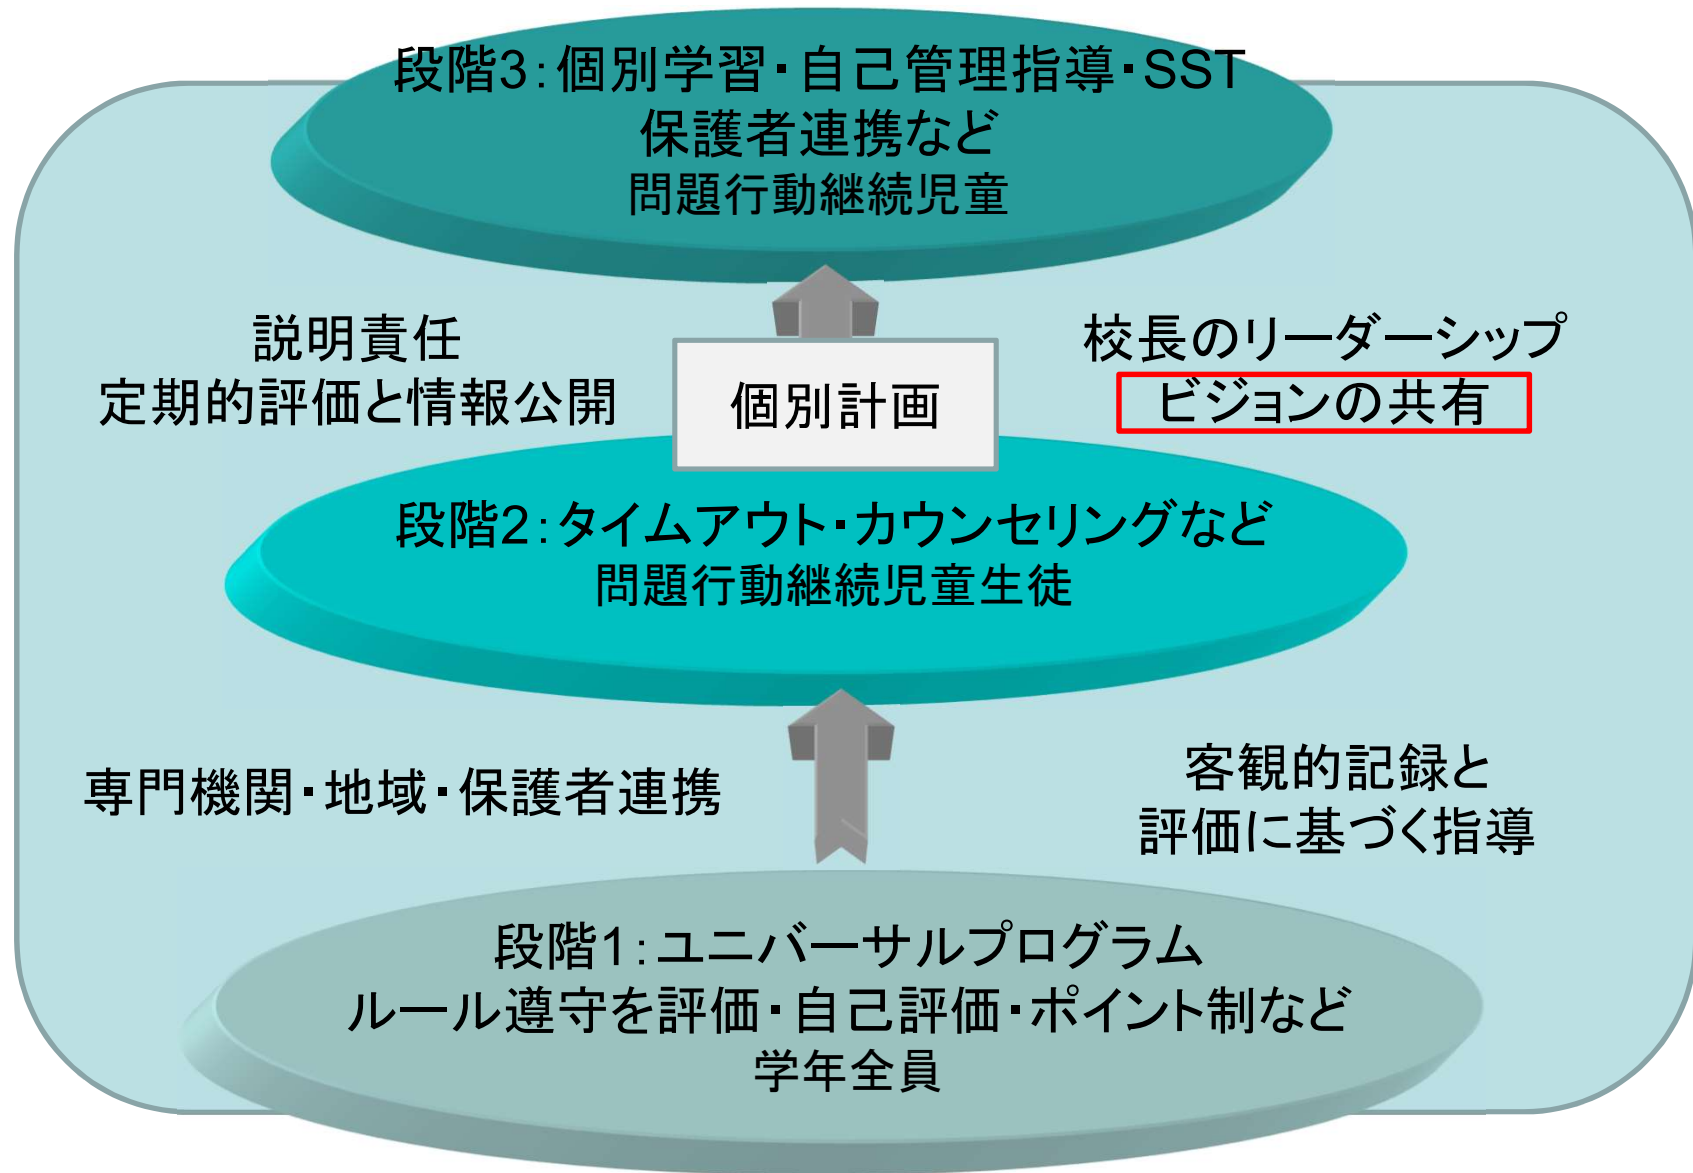 段階3：個別学習・自己管理指導・SST
保護者連携など
問題行動継続児童
説明責任
定期的評価と情報公開
個別計画
校長のリーダーシップ
ビジョンの共有
段階2：タイムアウト・カウンセリングなど
問題行動継続児童生徒
専門機関・地域・保護者連携
客観的記録と
評価に基づく指導
段階1：ユニバーサルプログラム
ルール遵守を評価・自己評価・ポイント制など
学年全員